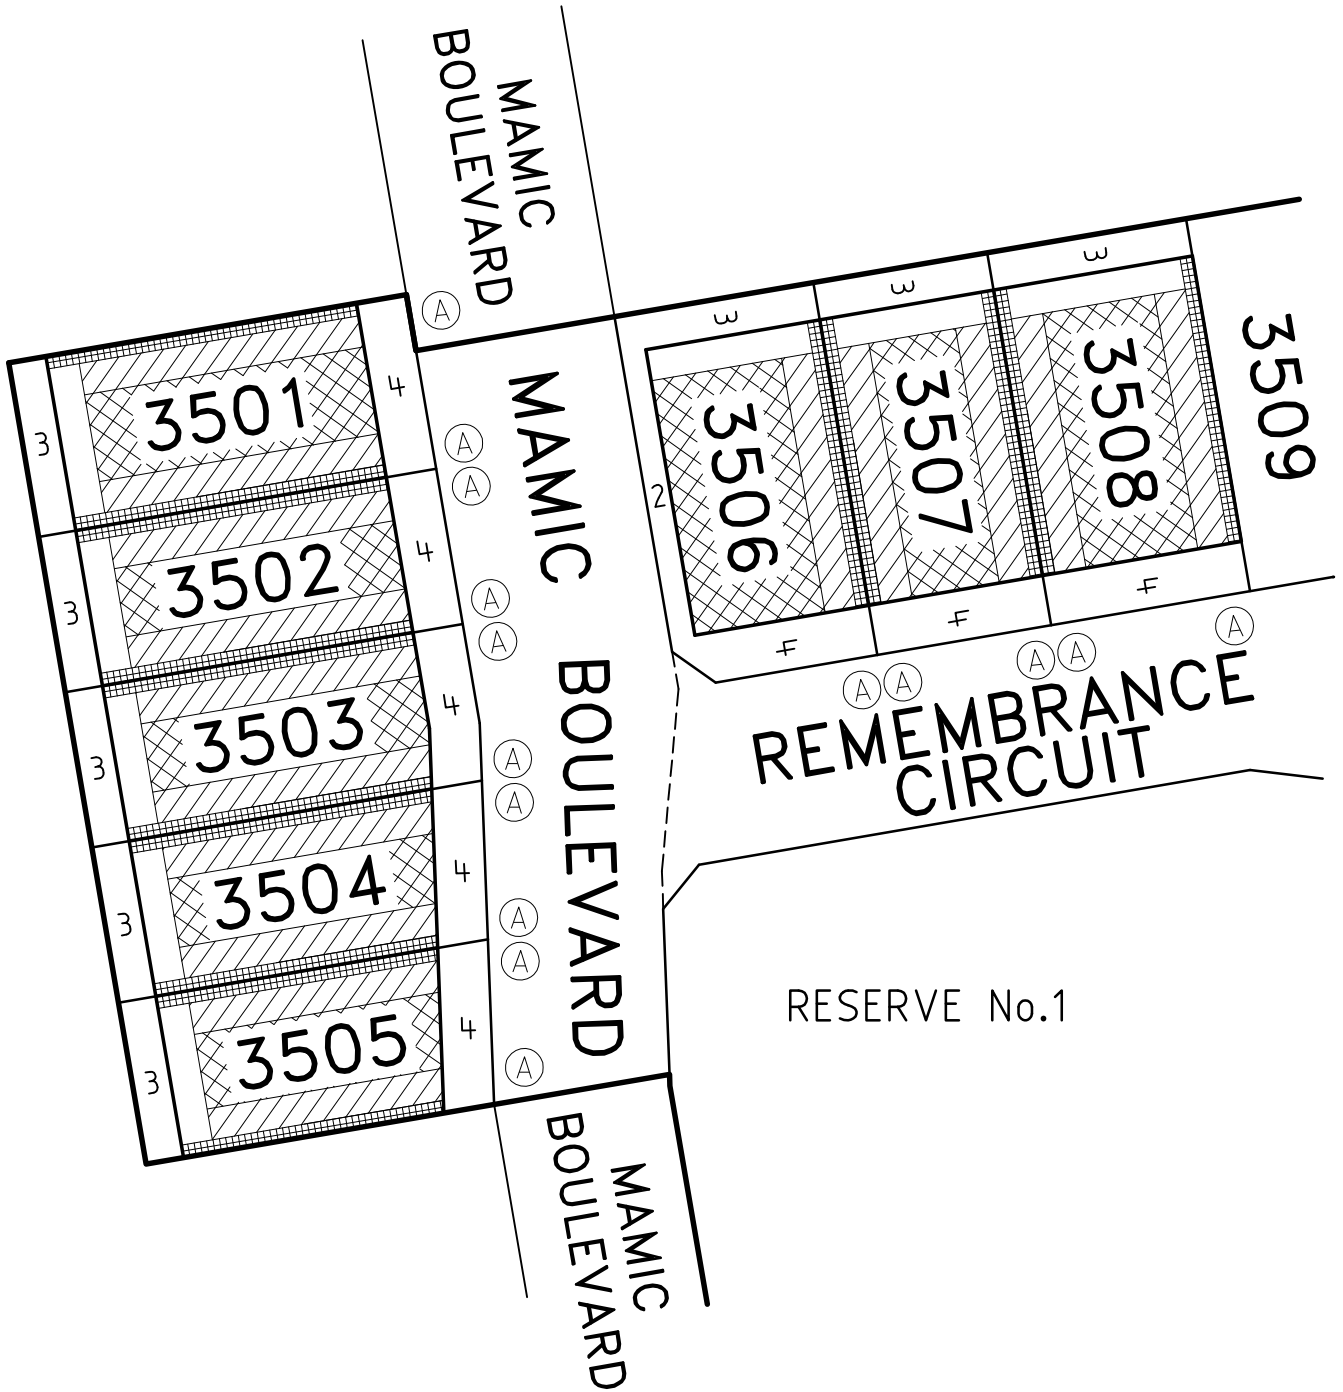 MAMIC
BOULEVARD
A
3501
3
4
A
A
3502
3
4
A
A
3503
3
4
A
A
3504
3
4
A
A
3505
3
4
A
MAMIC BOULEVARD
3
3
3
2
3506
3507
3508
3509
4
4
4
A
A
A
A
A
REMEMBRANCE
CIRCUIT
RESERVE No.1
MAMIC
BOULEVARD